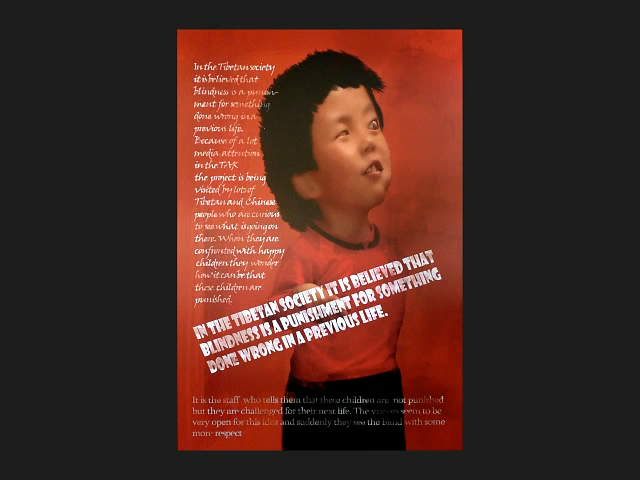 In the Tibetan society
it is believed that
blindness is a punish-
ment for something
done wrong in a
previous life.
Because of a lot
media attention
in the TAR
the project is being
visited by lots of
Tibetan and Chinese
people who are curious
to see what is going on
there. When they are
confronted with happy
children they wonder
how it can be that
these children are
punished.
IN THE TIBETAN SOCIETY IT IS BELIEVED THAT
BLINDNESS IS A PUNISHMENT FOR SOMETHING
DONE WRONG IN A PREVIOUS LIFE.
It is the staff who tells them that these children are not punished
but they are challenged for their next life. The visitors seem to be
very open for this idea and suddenly they see the blind with some
more respect